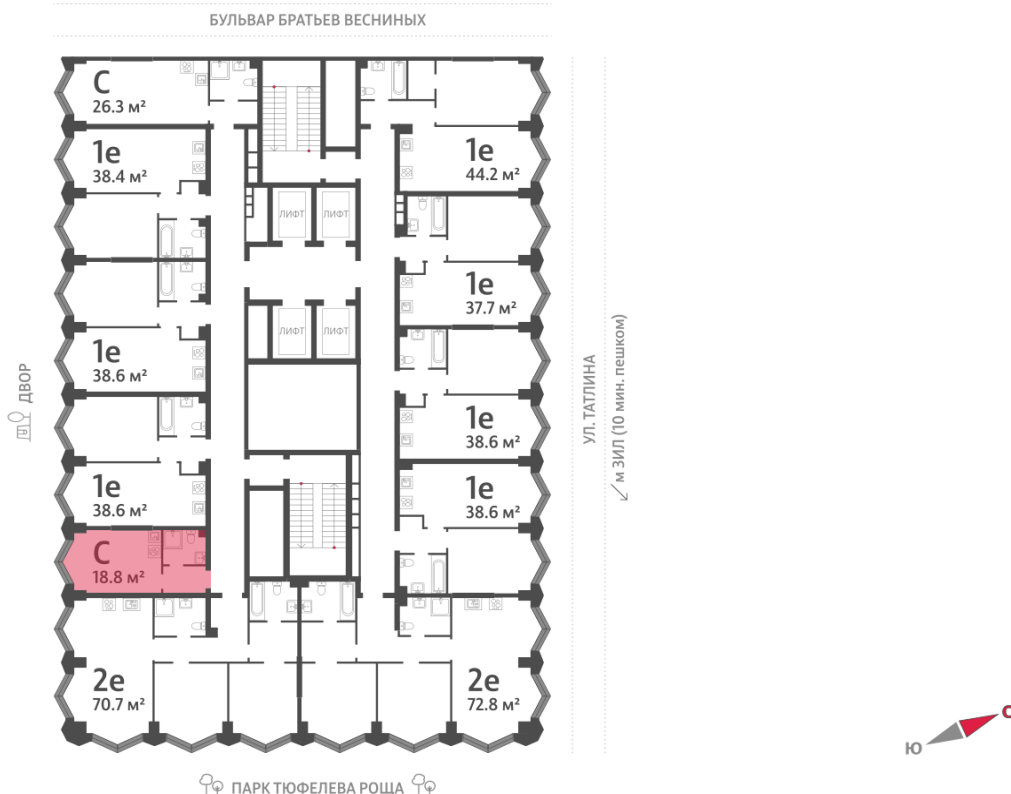 БУЛЬВАР БРАТЬЕВ ВЕСНИНЫХ
С
26.3 м²
1е
38.4 м²
1е
44.2 м²
ЛИФТ
ЛИФТ
1е
37.7 м²
ЛИФТ
ЛИФТ
1е
38.6 м²
ДВОР
УЛ. ТАТЛИНА
м ЗИЛ (10 мин. пешком)
1е
38.6 м²
1е
38.6 м²
1е
38.6 м²
С
18.8 м²
2е
70.7 м²
2е
72.8 м²
С
Ю
ПАРК ТЮФЕЛЕВА РОЩА